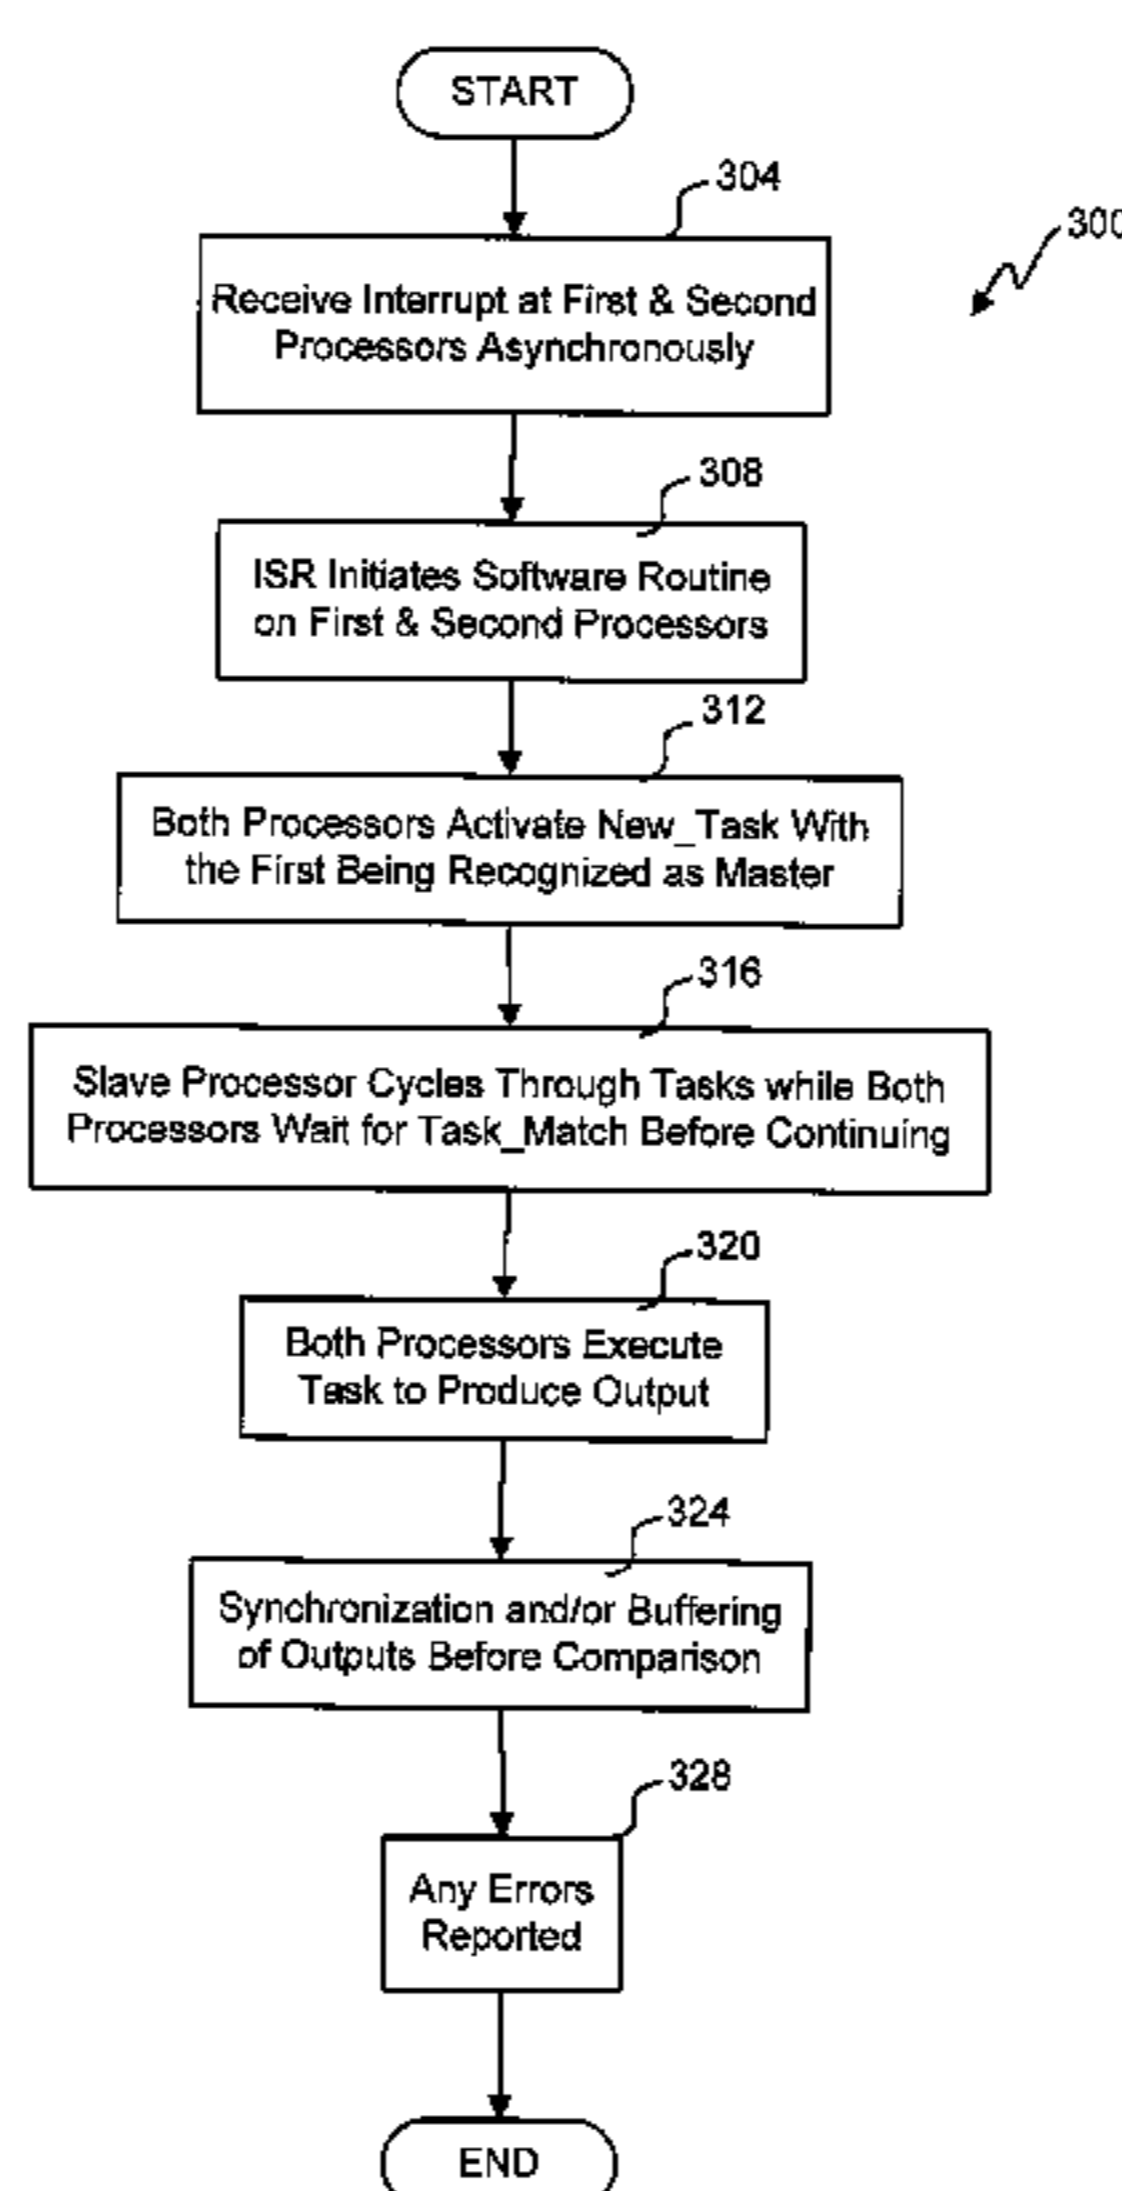 START
304
300
Receive Interrupt at First & Second
Processors Asynchronously
308
ISR Initiates Software Routine
on First & Second Processors
312
Both Processors Activate New_Task With
the First Being Recognized as Master
316
Slave Processor Cycles Through Tasks while Both
Processors Wait for Task_Match Before Continuing
320
Both Processors Execute
Task to Produce Output
324
Synchronization and/or Buffering
of Outputs Before Comparison
328
Any Errors
Reported
END